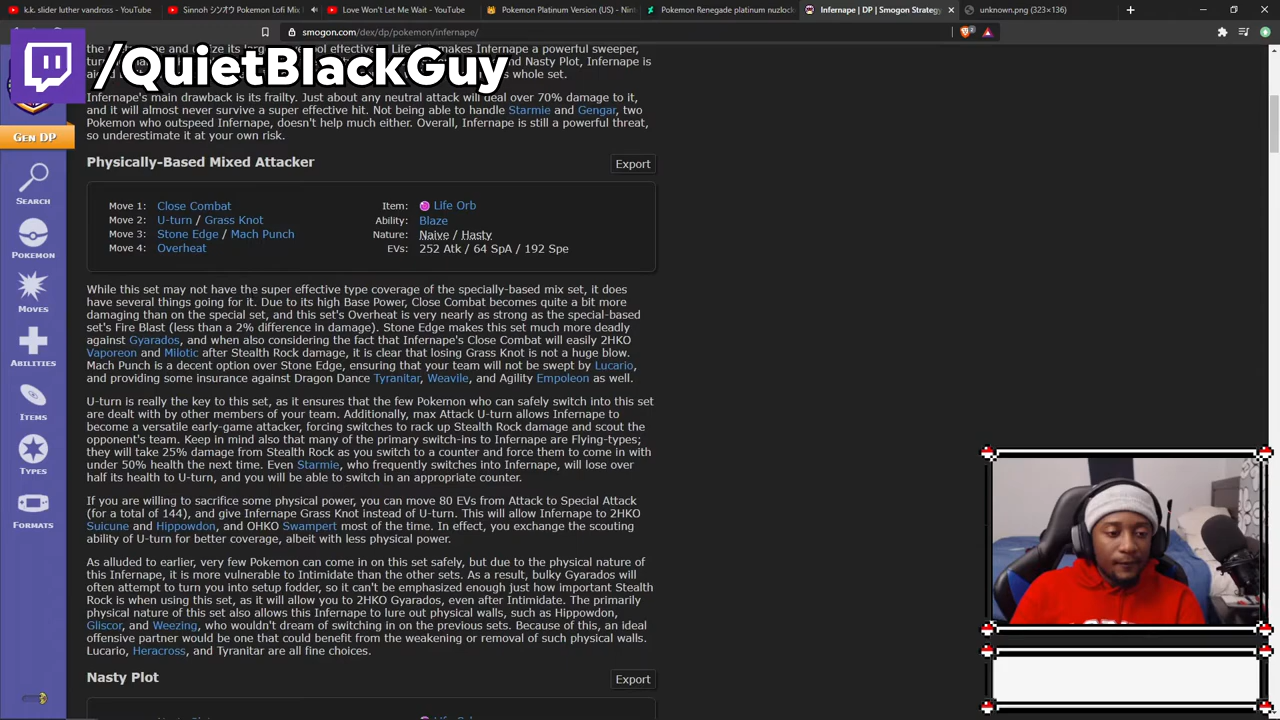 k.k. slider luther vandross - YouTube
Sinnoh シンオウ Pokemon Lofi Mix
Love Won't Let Me Wait - YouTube
Pokemon Platinum Version (US) - Nin
Pokemon Renegade platinum nuzlock
Infernape | DP | Smogon Strategy
unknown.png (323×136)
smogon.com/dex/dp/pokemon/infernape/
/QuietBlackGuy
Infernape's main drawback is its frailty. Just about any neutral attack will deal over 70% damage to it,
and it will almost never survive a super effective hit. Not being able to handle Starmie and Gengar, two
Pokemon who outspeed Infernape, doesn't help much either. Overall, Infernape is still a powerful threat,
so underestimate it at your own risk.
GEN DP
SEARCH
POKEMON
MOVES
ABILITIES
ITEMS
TYPES
FORMATS
Physically-Based Mixed Attacker
Export
Move 1: Close Combat
Move 2: U-turn / Grass Knot
Move 3: Stone Edge / Mach Punch
Move 4: Overheat
Item: Life Orb
Ability: Blaze
Nature: Naive / Hasty
EVs: 252 Atk / 64 SpA / 192 Spe
While this set may not have the super effective type coverage of the specially-based mix set, it does
have several things going for it. Due to its high Base Power, Close Combat becomes quite a bit more
damaging than on the special set, and this set's Overheat is very nearly as strong as the special-based
set's Fire Blast (less than a 2% difference in damage). Stone Edge makes this set much more deadly
against Gyarados, and when also considering the fact that Infernape's Close Combat will easily 2HKO
Vaporeon and Milotic after Stealth Rock damage, it is clear that losing Grass Knot is not a huge blow.
Mach Punch is a decent option over Stone Edge, ensuring that your team will not be swept by Lucario,
and providing some insurance against Dragon Dance Tyranitar, Weavile, and Agility Empoleon as well.
U-turn is really the key to this set, as it ensures that the few Pokemon who can safely switch into this set
are dealt with by other members of your team. Additionally, max Attack U-turn allows Infernape to
become a versatile early-game attacker, forcing switches to rack up Stealth Rock damage and scout the
opponent's team. Keep in mind also that many of the primary switch-ins to Infernape are Flying-types;
they will take 25% damage from Stealth Rock as you switch to a counter and force them to come in with
under 50% health the next time. Even Starmie, who frequently switches into Infernape, will lose over
half its health to U-turn, and you will be able to switch in an appropriate counter.
If you are willing to sacrifice some physical power, you can move 80 EVs from Attack to Special Attack
(for a total of 144), and give Infernape Grass Knot instead of U-turn. This will allow Infernape to 2HKO
Suicune and Hippowdon, and OHKO Swampert most of the time. In effect, you exchange the scouting
ability of U-turn for better coverage, albeit with less physical power.
As alluded to earlier, very few Pokemon can come in on this set safely, but due to the physical nature of
this Infernape, it is more vulnerable to Intimidate than the other sets. As a result, bulky Gyarados will
often attempt to turn you into setup fodder, so it can't be emphasized enough just how important Stealth
Rock is when using this set, as it will allow you to 2HKO Gyarados, even after Intimidate. The primarily
physical nature of this set also allows this Infernape to lure out physical walls, such as Hippowdon,
Gliscor, and Weezing, who wouldn't dream of switching in on the previous sets. Because of this, an ideal
offensive partner would be one that could benefit from the weakening or removal of such physical walls.
Lucario, Heracross, and Tyranitar are all fine choices.
Nasty Plot
Export